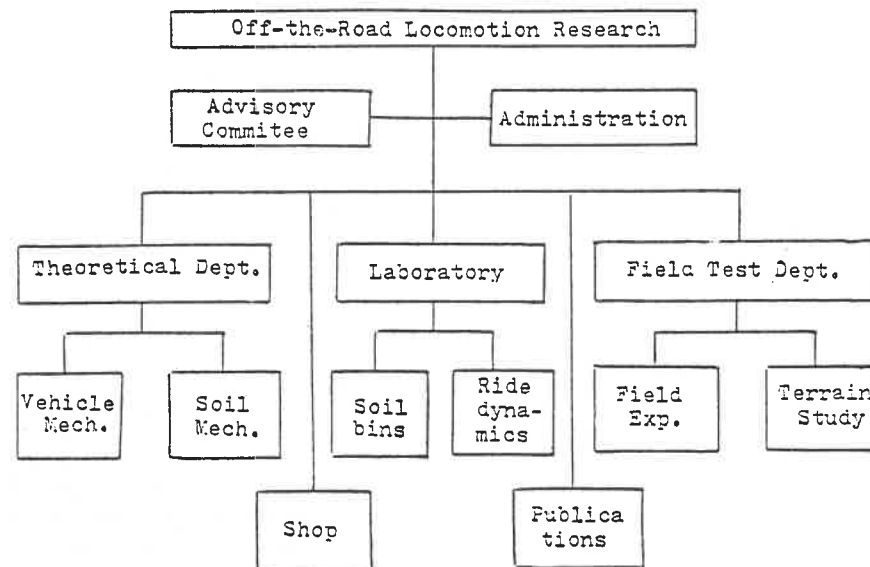 Off-the-Road Locomotion Research
Advisory
Commitee
Administration
Theoretical Dept.
Laboratory
Field Test Dept.
Vehicle
Mech.
Soil
Mech.
Soil
bins
Ride
dyna-
mics
Field
Exp.
Terrain
Study
Shop
Publica
tions